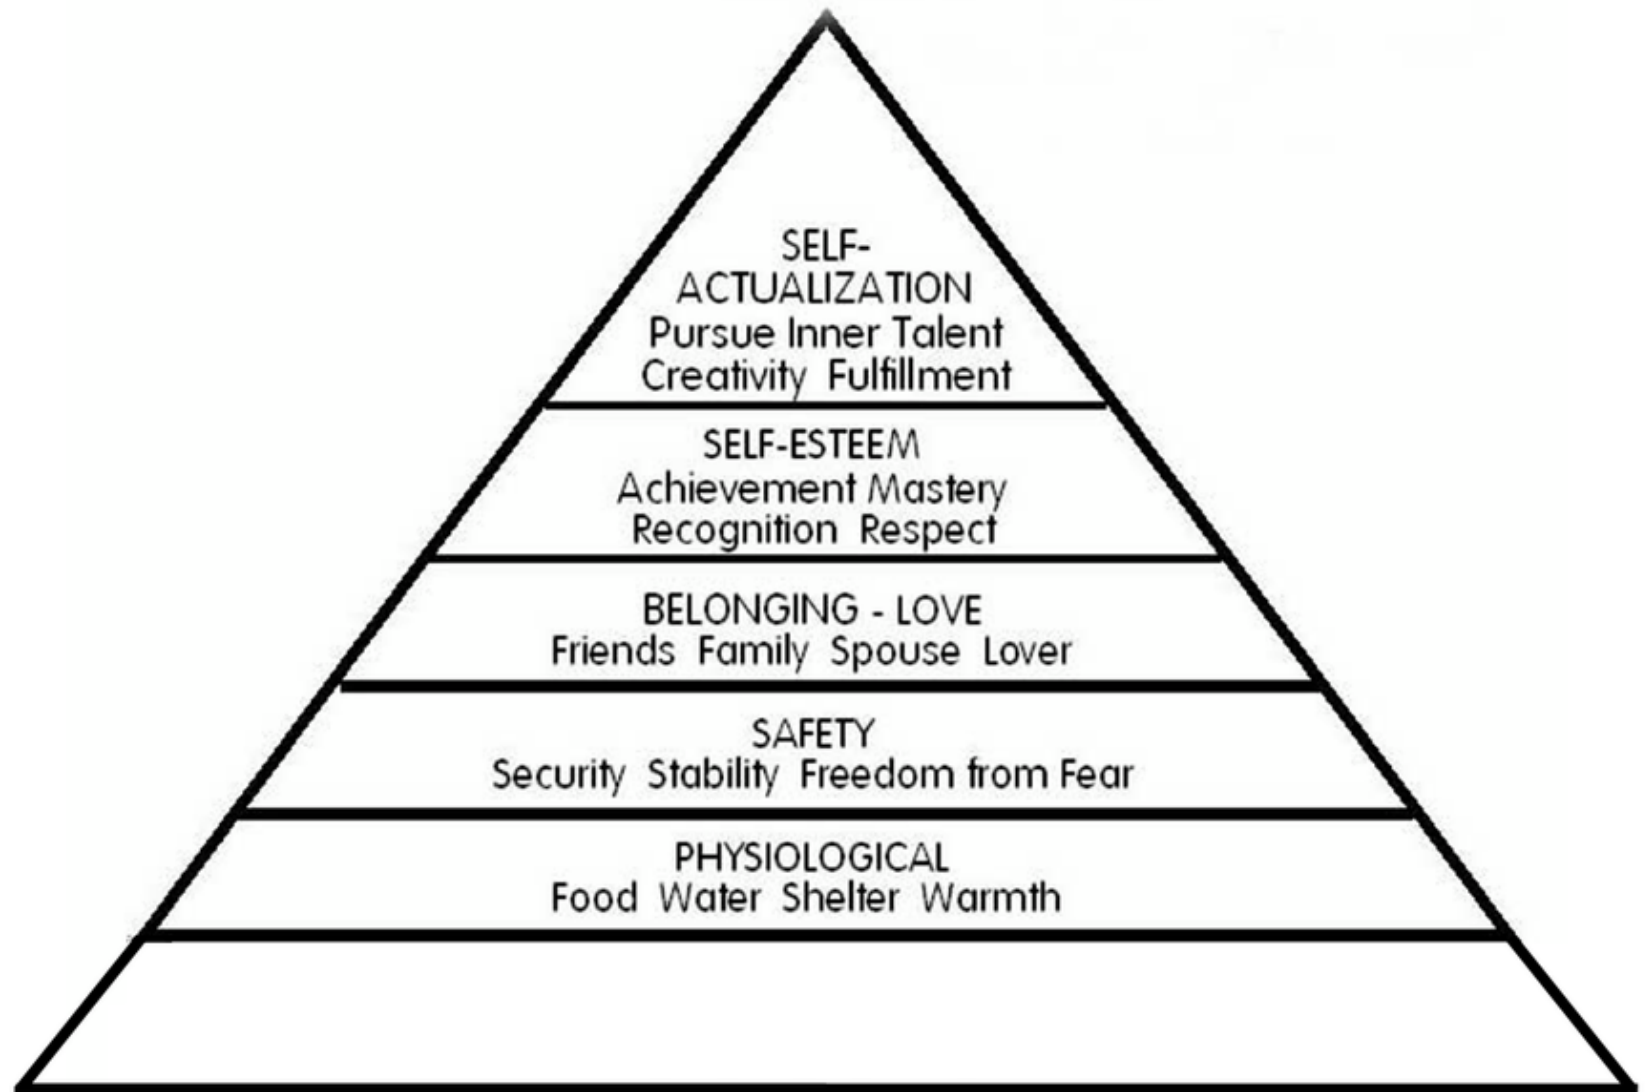 SELF-
ACTUALIZATION
Pursue Inner Talent
Creativity Fulfillment
SELF-ESTEEM
Achievement Mastery
Recognition Respect
BELONGING - LOVE
Friends Family Spouse Lover
SAFETY
Security Stability Freedom from Fear
PHYSIOLOGICAL
Food Water Shelter Warmth